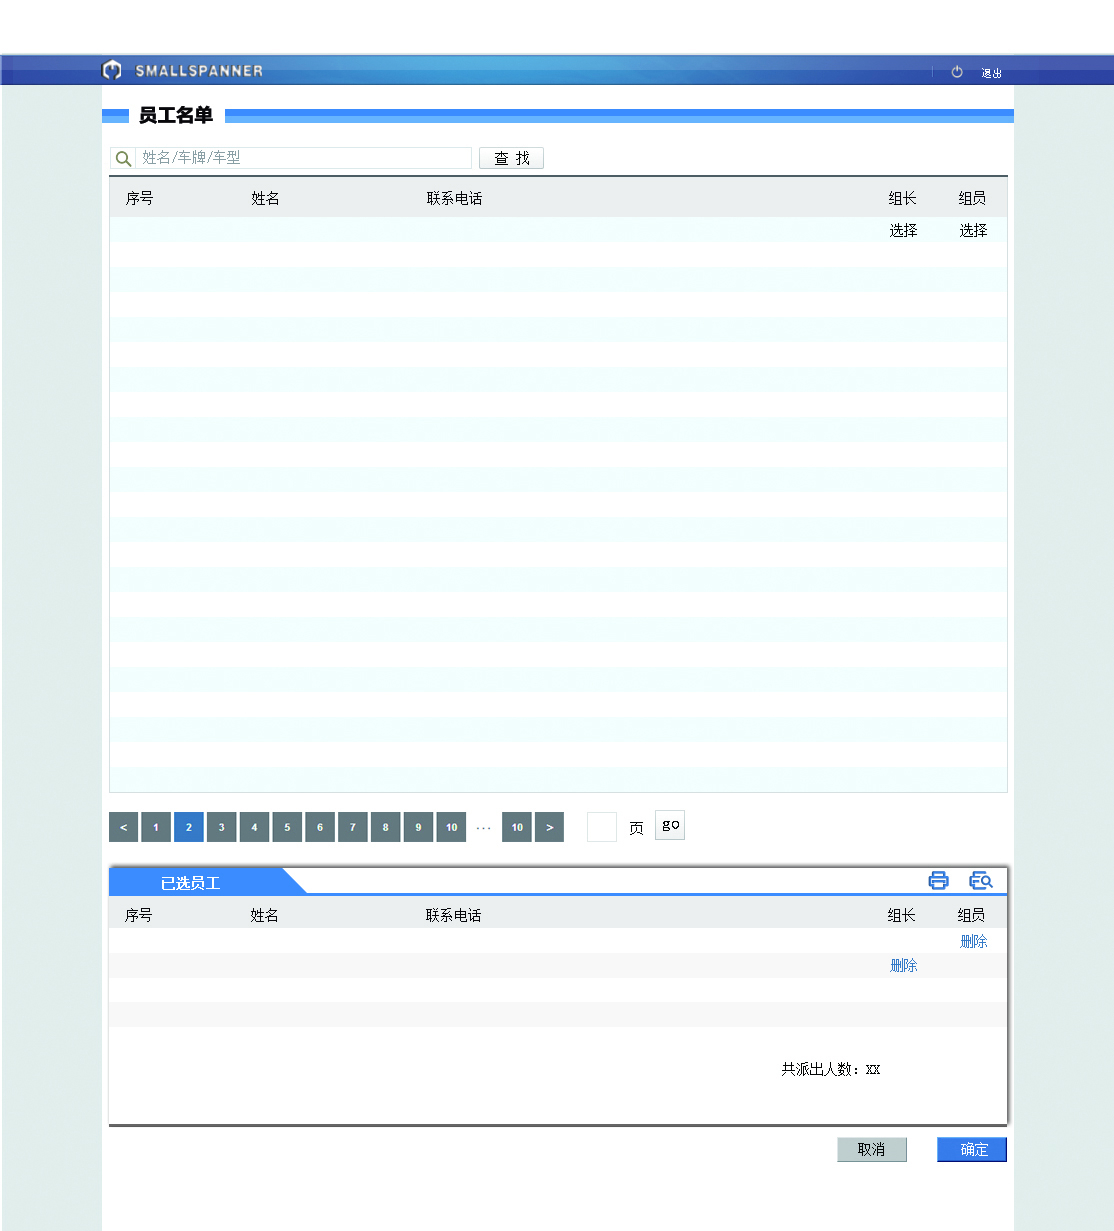 SMALLSPANNER 退出
员工名单
姓名/车牌/车型 查 找
序号 姓名 联系电话 组长 组员
选择 选择
< 1 2 3 4 5 6 7 8 9 10 ... 10 > 页 go
已选员工
序号 姓名 联系电话 组长 组员
删除
删除
共派出人数：XX
取消 确定